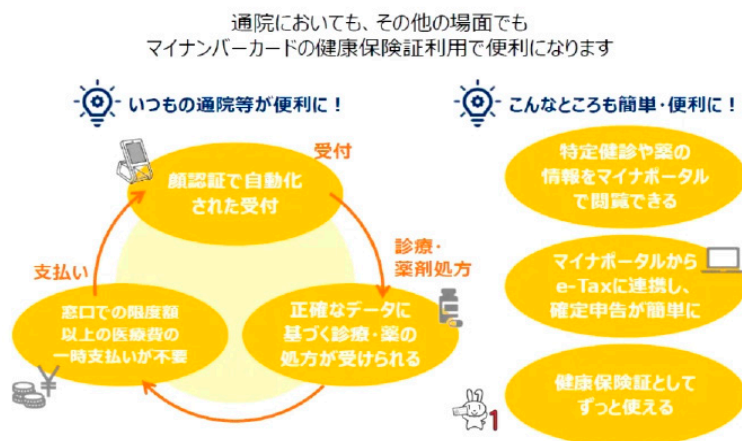 通院においても、その他の場面でも
マイナンバーカードの健康保険証利用で便利になります
いつもの通院等が便利に！
受付
顔認証で自動化
された受付
診療・
薬剤処方
正確なデータに
基づく診療・薬の
処方が受けられる
支払い
窓口での限度額
以上の医療費の
一時支払いが不要
¥
こんなところも簡単・便利に！
特定健診や薬の
情報をマイナポータル
で閲覧できる
マイナポータルから
e-Taxに連携し、
確定申告が簡単に
健康保険証として
ずっと使える
1